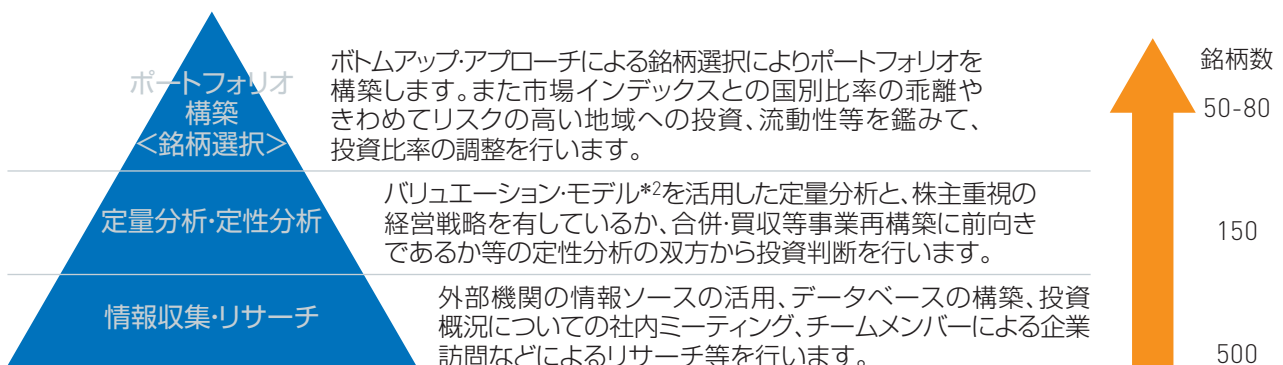 ポートフォリオ
構築
<銘柄選択>
ボトムアップ・アプローチによる銘柄選択によりポートフォリオを
構築します。また市場インデックスとの国別比率の乖離や
きわめてリスクの高い地域への投資、流動性等を鑑みて、
投資比率の調整を行います。
銘柄数
50-80
定量分析・定性分析
バリュエーション・モデル*2を活用した定量分析と、株主重視の
経営戦略を有しているか、合併・買収等事業再構築に前向き
であるか等の定性分析の双方から投資判断を行います。
150
情報収集・リサーチ
外部機関の情報ソースの活用、データベースの構築、投資
概況についての社内ミーティング、チームメンバーによる企業
訪問などによるリサーチ等を行います。
500